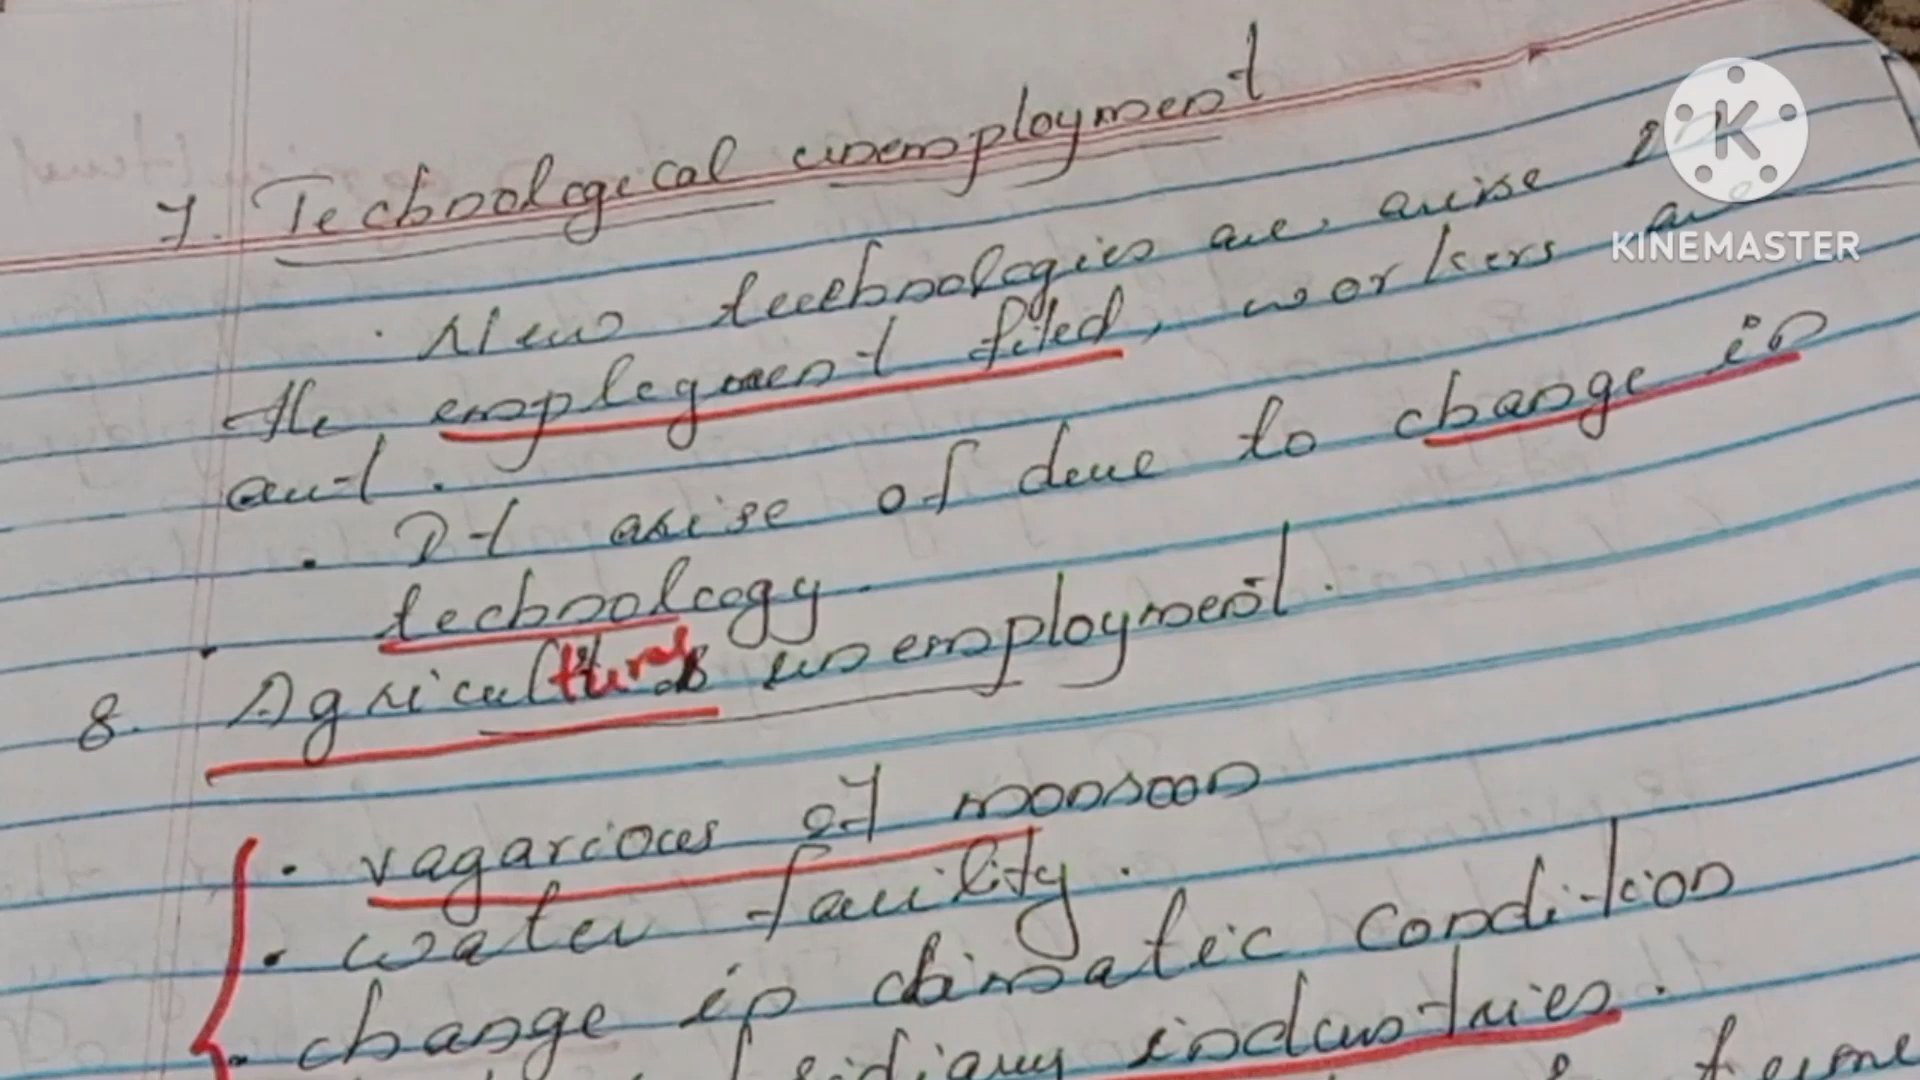 7. Technological unemployment
K
KINEMASTER
. New technologies are arise in
the employment filed, workers are
out.
. It arise of due to change in
technology.
8. Agricultural unemployment.
. vagarious of monsoon
. water facility.
. change in climatic condition
industries.